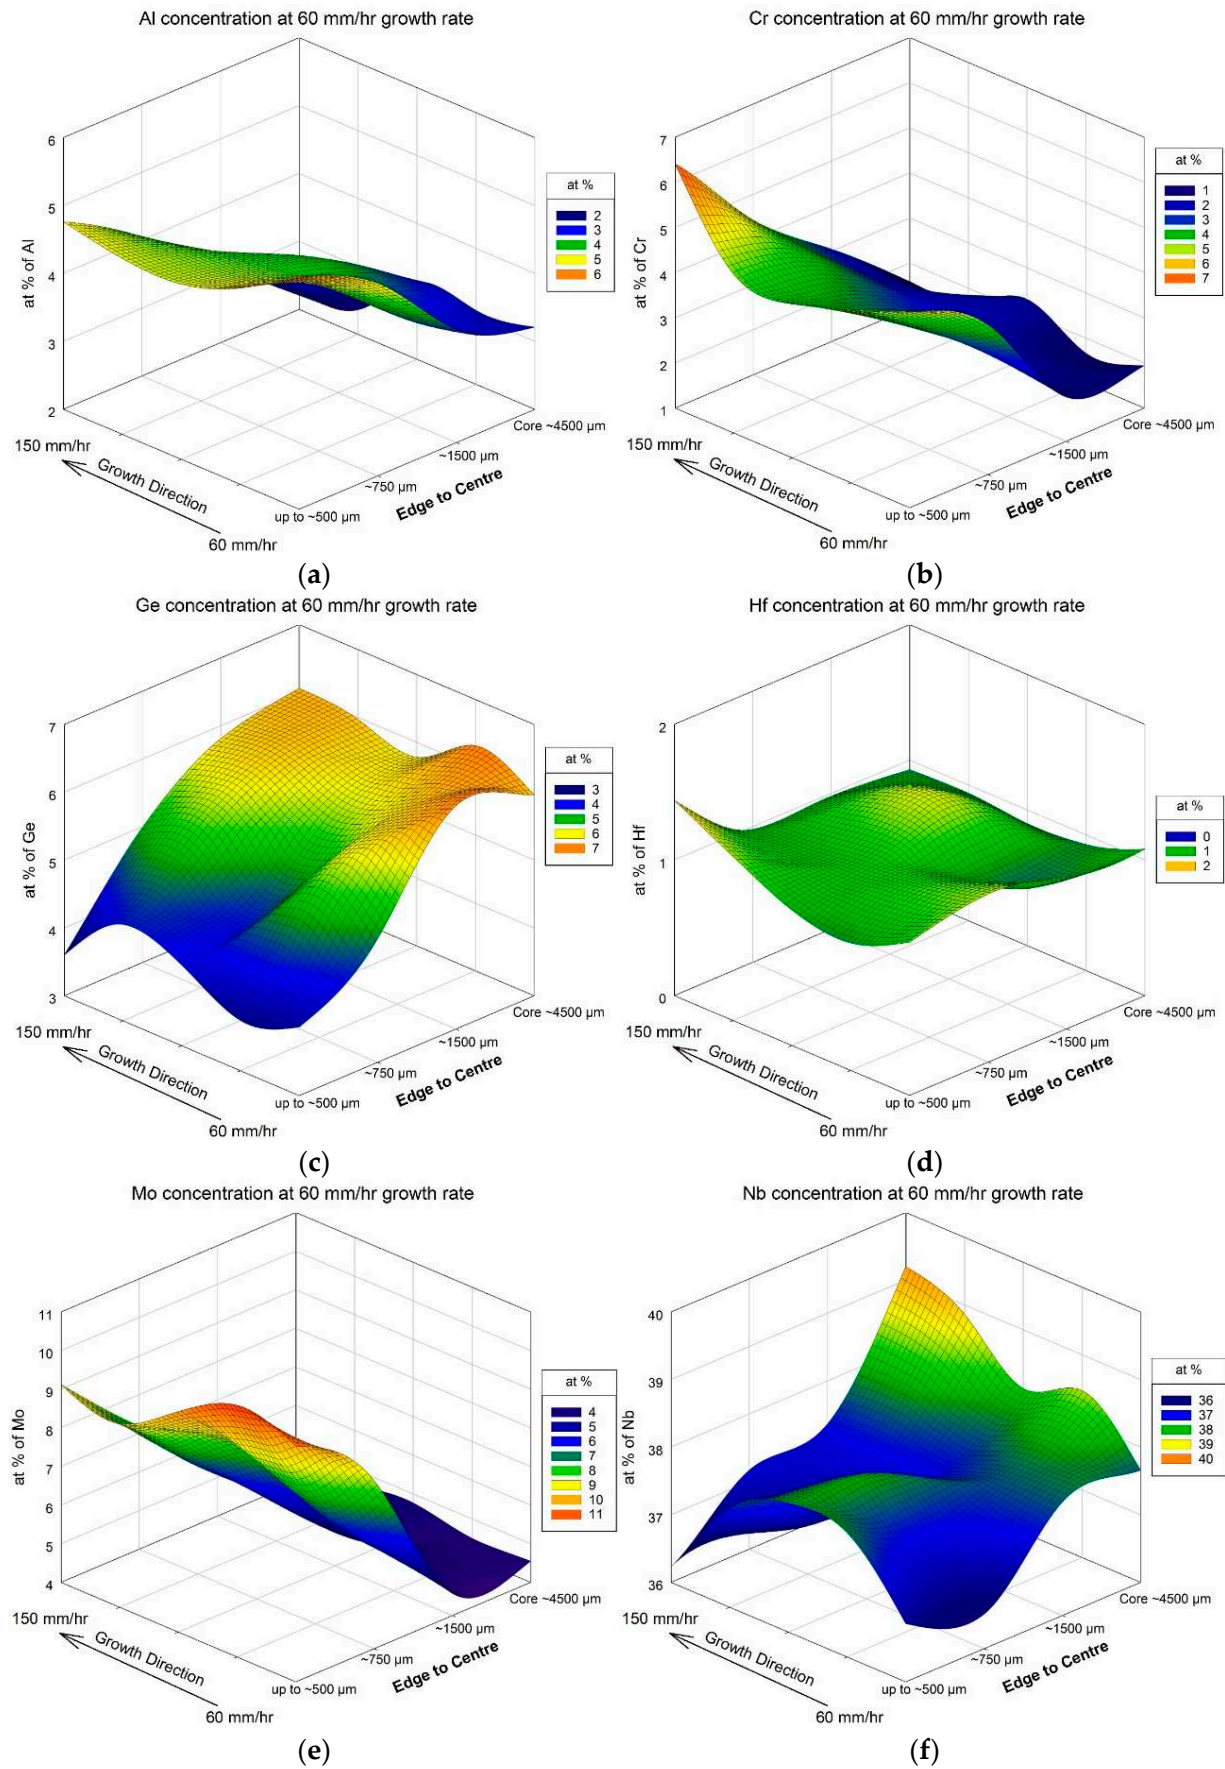 Al concentration at 60 mm/hr growth rate
6
5
4
3
2
at % of Al
at %
2
3
4
5
6
150 mm/hr
Growth Direction
60 mm/hr
up to ~500 µm
~750 µm
~1500 µm
Core ~4500 µm
Edge to Centre
(a)
Cr concentration at 60 mm/hr growth rate
7
6
5
4
3
2
1
at % of Cr
at %
1
2
3
4
5
6
7
150 mm/hr
Growth Direction
60 mm/hr
up to ~500 µm
~750 µm
~1500 µm
Core ~4500 µm
Edge to Centre
(b)
Ge concentration at 60 mm/hr growth rate
7
6
5
4
3
at % of Ge
at %
3
4
5
6
7
150 mm/hr
Growth Direction
60 mm/hr
up to ~500 µm
~750 µm
~1500 µm
Core ~4500 µm
Edge to Centre
(c)
Hf concentration at 60 mm/hr growth rate
2
1
0
at % of Hf
at %
0
1
2
150 mm/hr
Growth Direction
60 mm/hr
up to ~500 µm
~750 µm
~1500 µm
Core ~4500 µm
Edge to Centre
(d)
Mo concentration at 60 mm/hr growth rate
11
10
9
8
7
6
5
4
at % of Mo
at %
4
5
6
7
8
9
10
11
150 mm/hr
Growth Direction
60 mm/hr
up to ~500 µm
~750 µm
~1500 µm
Core ~4500 µm
Edge to Centre
(e)
Nb concentration at 60 mm/hr growth rate
40
39
38
37
36
at % of Nb
at %
36
37
38
39
40
150 mm/hr
Growth Direction
60 mm/hr
up to ~500 µm
~750 µm
~1500 µm
Core ~4500 µm
Edge to Centre
(f)